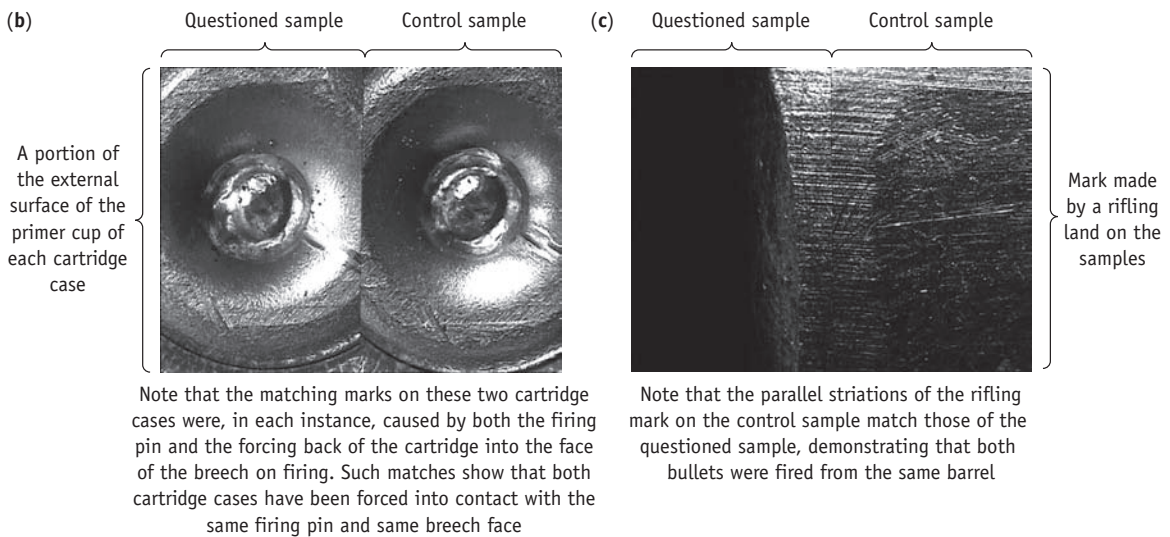 (b)
Questioned sample
Control sample
A portion of
the external
surface of the
primer cup of
each cartridge
case
Note that the matching marks on these two cartridge
cases were, in each instance, caused by both the firing
pin and the forcing back of the cartridge into the face
of the breech on firing. Such matches show that both
cartridge cases have been forced into contact with the
same firing pin and same breech face
(c)
Questioned sample
Control sample
Mark made
by a rifling
land on the
samples
Note that the parallel striations of the rifling
mark on the control sample match those of the
questioned sample, demonstrating that both
bullets were fired from the same barrel